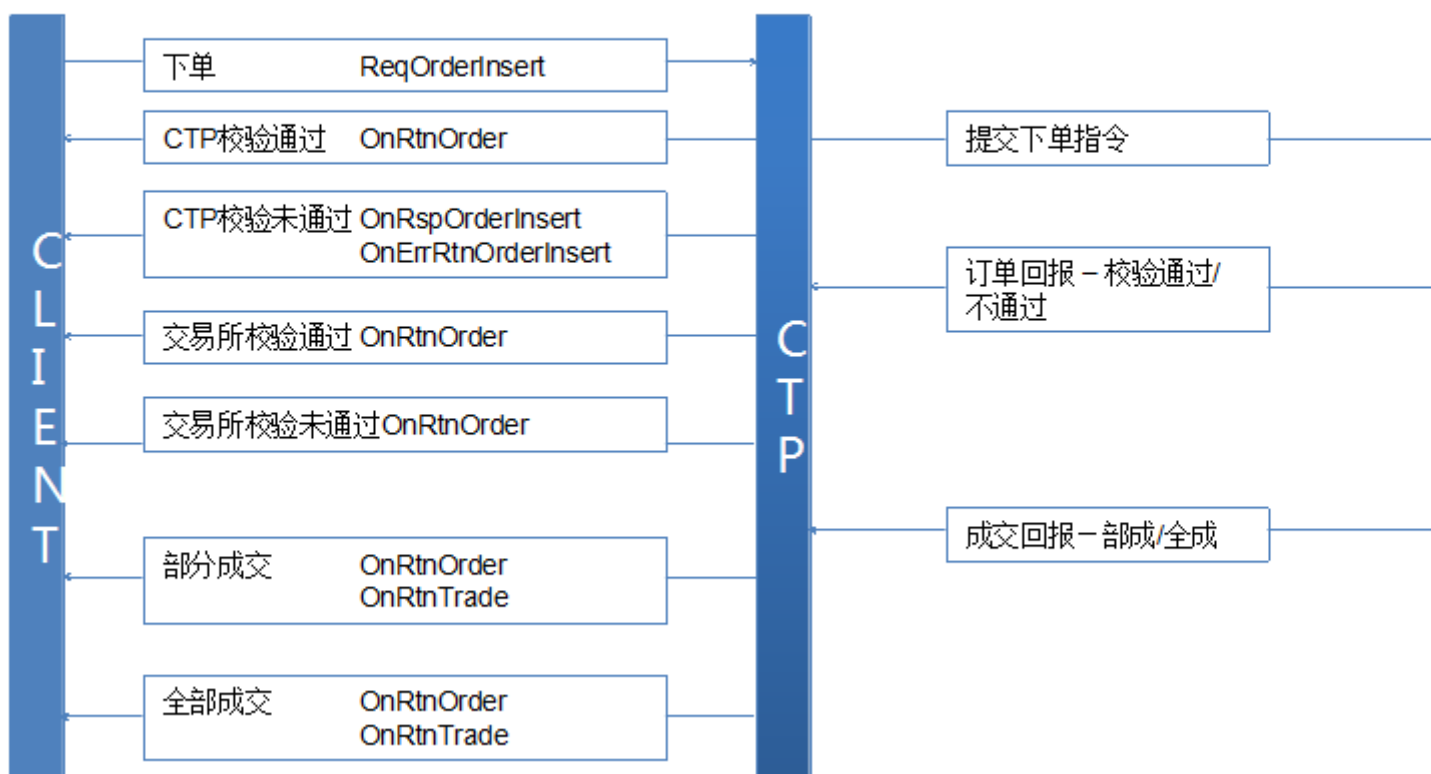 下单 ReqOrderInsert
CTP校验通过 OnRtnOrder
CTP校验未通过 OnRspOrderInsert
OnErrRtnOrderInsert
交易所校验通过 OnRtnOrder
交易所校验未通过OnRtnOrder
部分成交 OnRtnOrder
OnRtnTrade
全部成交 OnRtnOrder
OnRtnTrade
CLIENT
CTP
提交下单指令
订单回报 – 校验通过/
不通过
成交回报－部成/全成